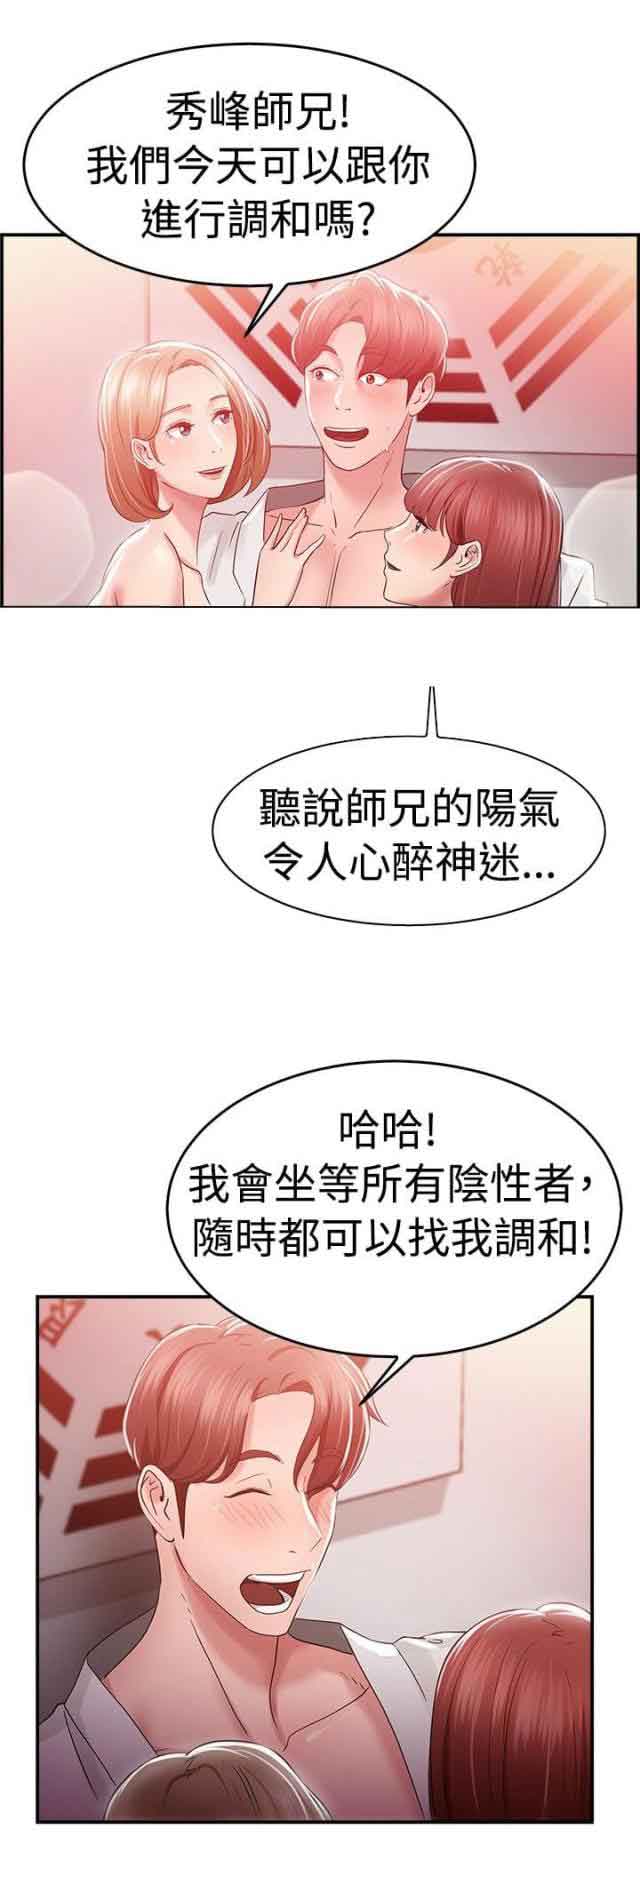 秀峰師兄!
我們今天可以跟你
進行調和嗎?
聽說師兄的陽氣
令人心醉神迷...
哈哈!
我會坐等所有陰性者,
隨時都可以找我調和!